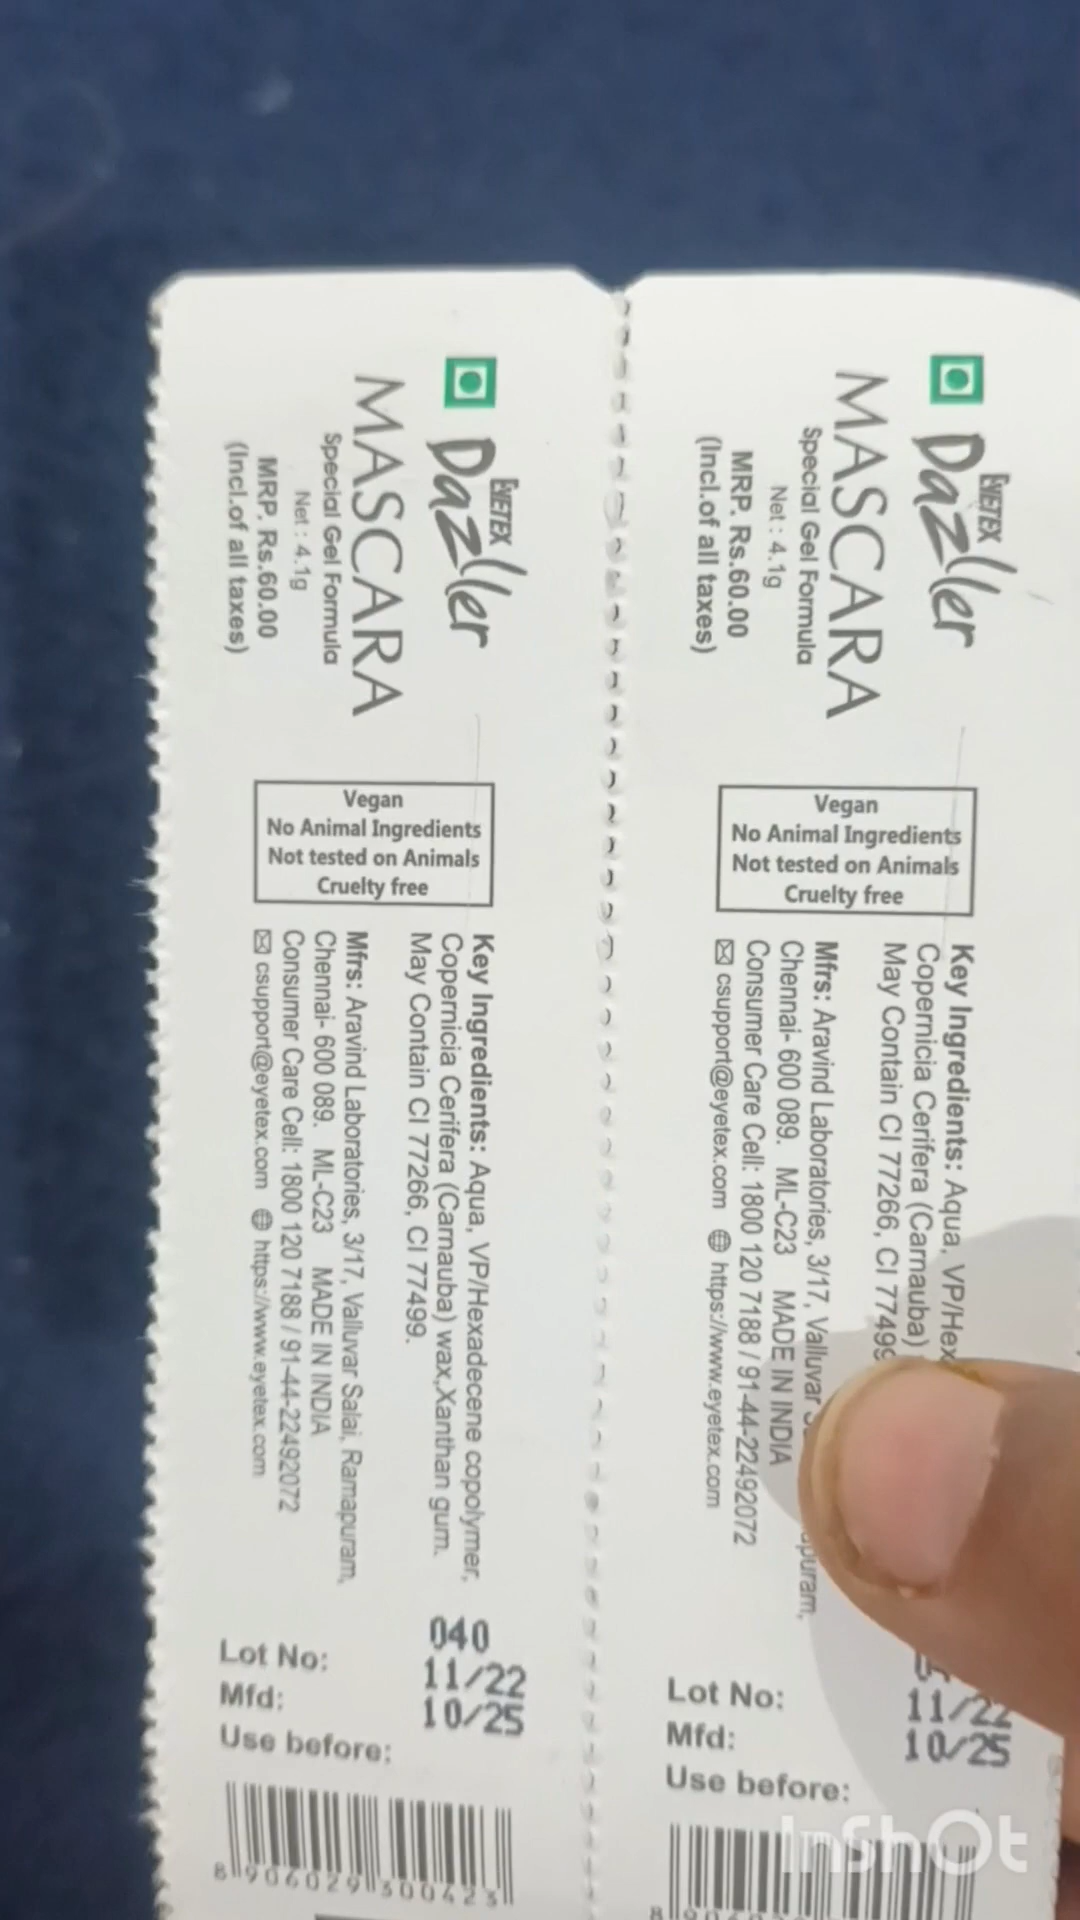 EYETEX
Dazller
MASCARA
Special Gel Formula
Net : 4.1g
MRP. Rs.60.00
(Incl.of all taxes)
Vegan
No Animal Ingredients
Not tested on Animals
Cruelty free
Key Ingredients: Aqua, VP/Hexadecene copolymer,
Copernicia Cerifera (Carnauba) wax,Xanthan gum.
May Contain CI 77266, CI 77499.
Mfrs: Aravind Laboratories, 3/17, Valluvar Salai, Ramapuram,
Chennai- 600 089. ML-C23 MADE IN INDIA
Consumer Care Cell: 1800 120 7188 / 91-44-22492072
csupport@eyetex.com https://www.eyetex.com
Lot No: 040
Mfd: 11/22
Use before: 10/25
EYETEX
Dazller
MASCARA
Special Gel Formula
Net : 4.1g
MRP. Rs.60.00
(Incl.of all taxes)
Vegan
No Animal Ingredients
Not tested on Animals
Cruelty free
Key Ingredients: Aqua,
Copernicia Cerifera (Carnauba)
May Contain CI 77266, CI
Mfrs: Aravind Laboratories, 3/17, Valluvar
Chennai- 600 089. ML-C23 MADE IN INDIA
Consumer Care Cell: 1800 120 7188 / 91-44-22492072
csupport@eyetex.com https://www.eyetex.com
Lot No:
Mfd: 11/22
Use before: 10/25
InShOt